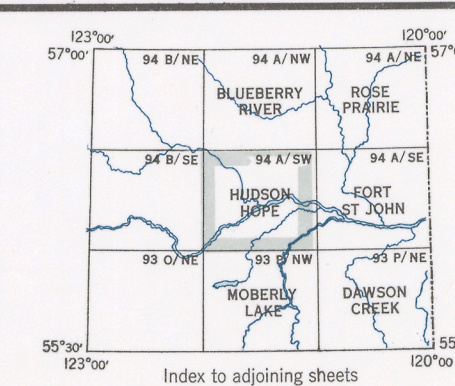 123°00' 120°00'
57°00' 94 B/NE 94 A/NW 94 A/NE 57°0
BLUEBERRY RIVER
ROSE PRAIRIE
94 B/SE 94 A/SW 94 A/SE
HUDSON HOPE
FORT ST JOHN
93 O/NE 93 P/NW 93 P/NE
MOBERLY LAKE
DAWSON CREEK
55°30' 55
123°00' 120°00'
Index to adjoining sheets